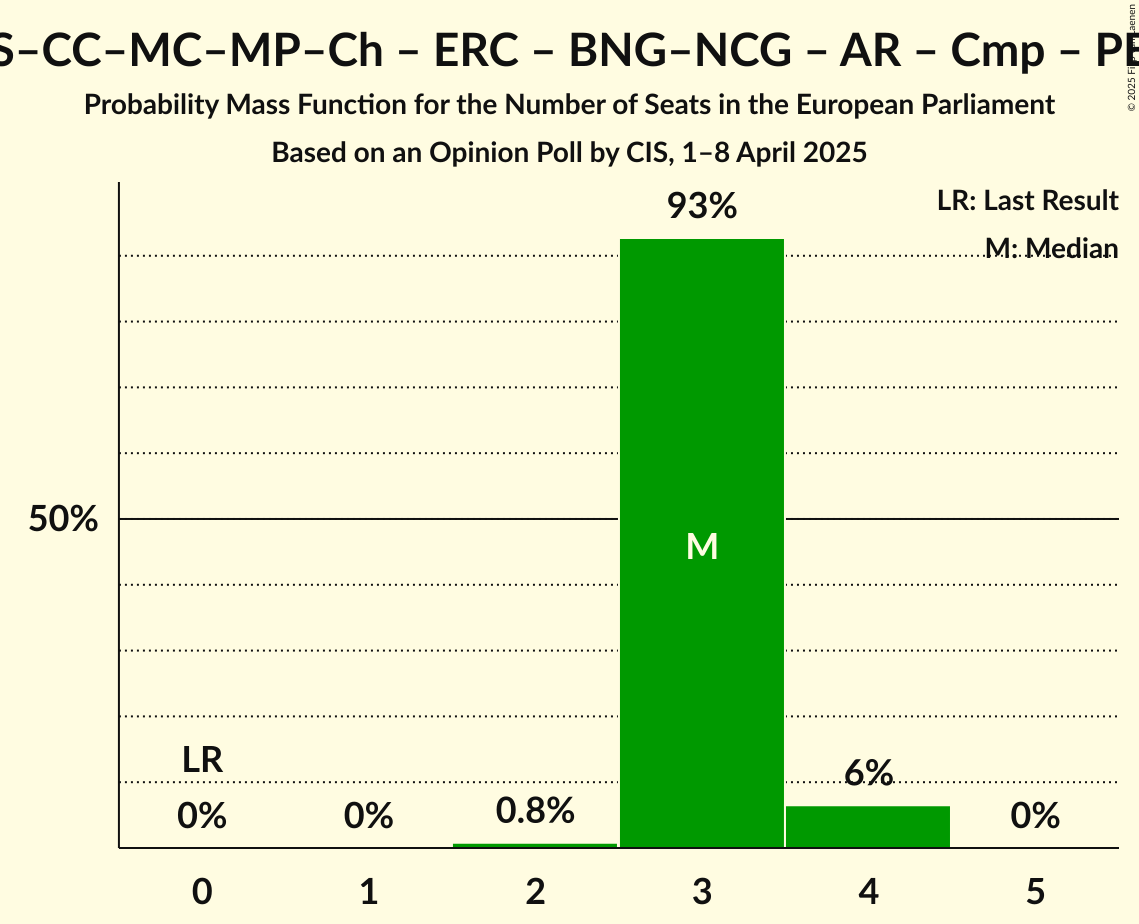 S–CC–MC–MP–Ch – ERC – BNG–NCG – AR – Cmp –
Probability Mass Function for the Number of Seats in the European Parliament
Based on an Opinion Poll by CIS, 1–8 April 2025
© 2025
LR: Last Result
M: Median
93%
50%
M
LR
0%
0%
0.8%
6%
0%
0 1 2 3 4 5